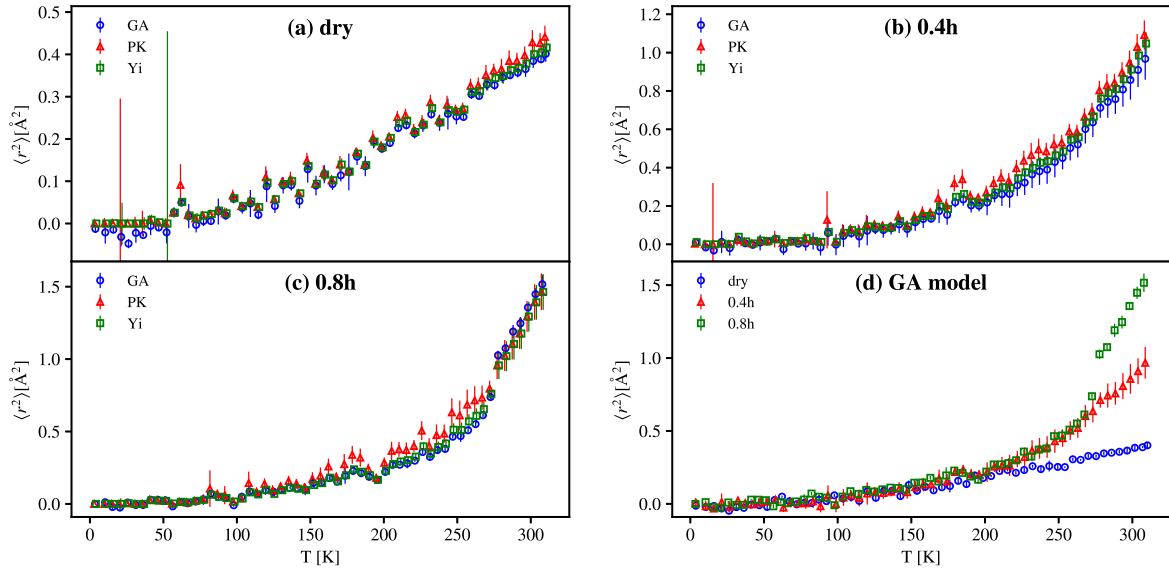 (a) dry
GA
PK
Yi
0.5
0.4
0.3
0.2
0.1
0.0
⟨r²⟩[Å²]
(b) 0.4h
GA
PK
Yi
1.2
1.0
0.8
0.6
0.4
0.2
0.0
⟨r²⟩[Å²]
(c) 0.8h
GA
PK
Yi
1.5
1.0
0.5
0.0
⟨r²⟩[Å²]
0 50 100 150 200 250 300
T [K]
(d) GA model
dry
0.4h
0.8h
1.5
1.0
0.5
0.0
⟨r²⟩[Å²]
0 50 100 150 200 250 300
T [K]